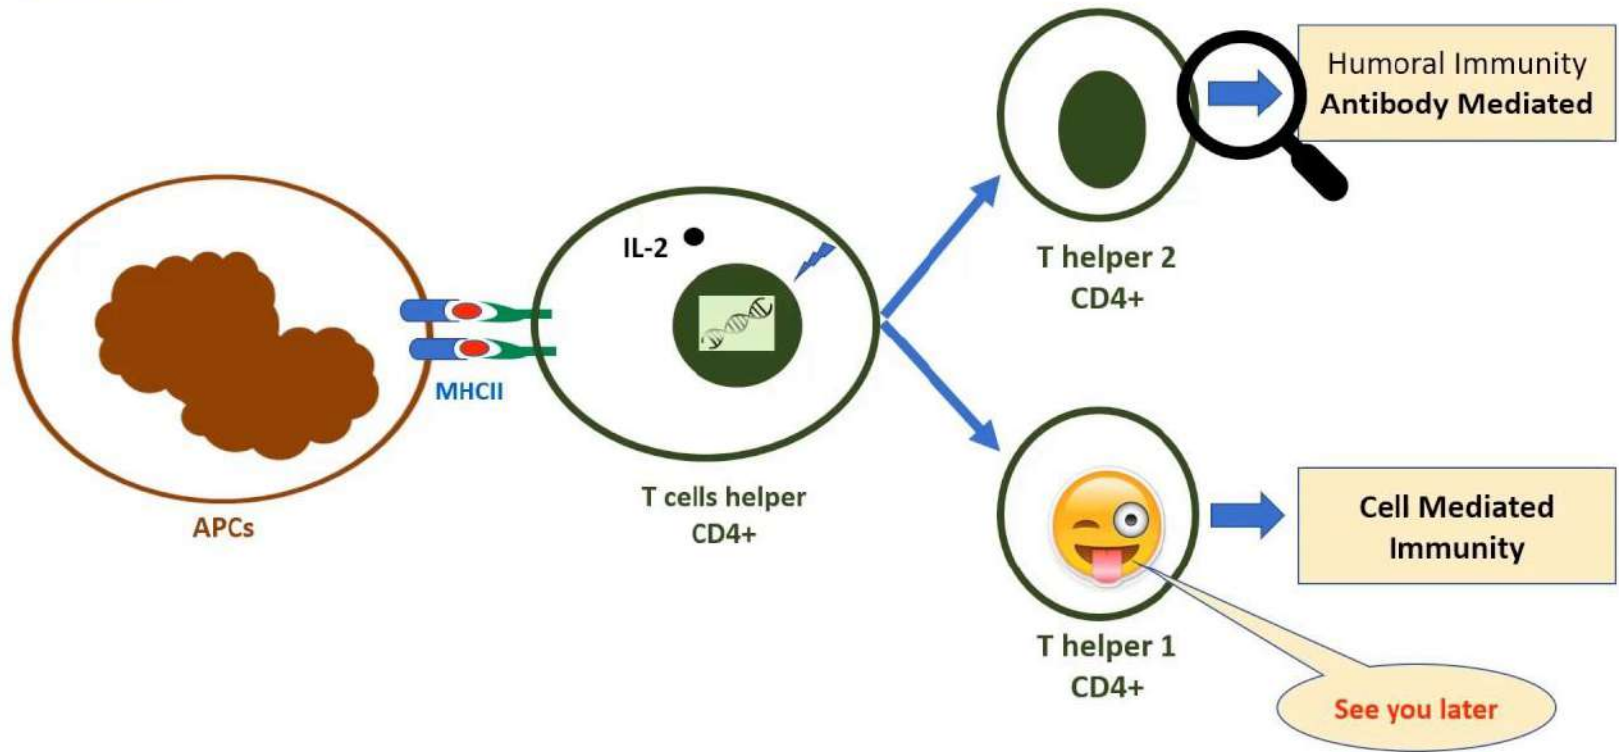 Humoral Immunity
Antibody Mediated
IL-2
T helper 2
CD4+
MHCII
T cells helper
CD4+
APCs
Cell Mediated
Immunity
T helper 1
CD4+
See you later